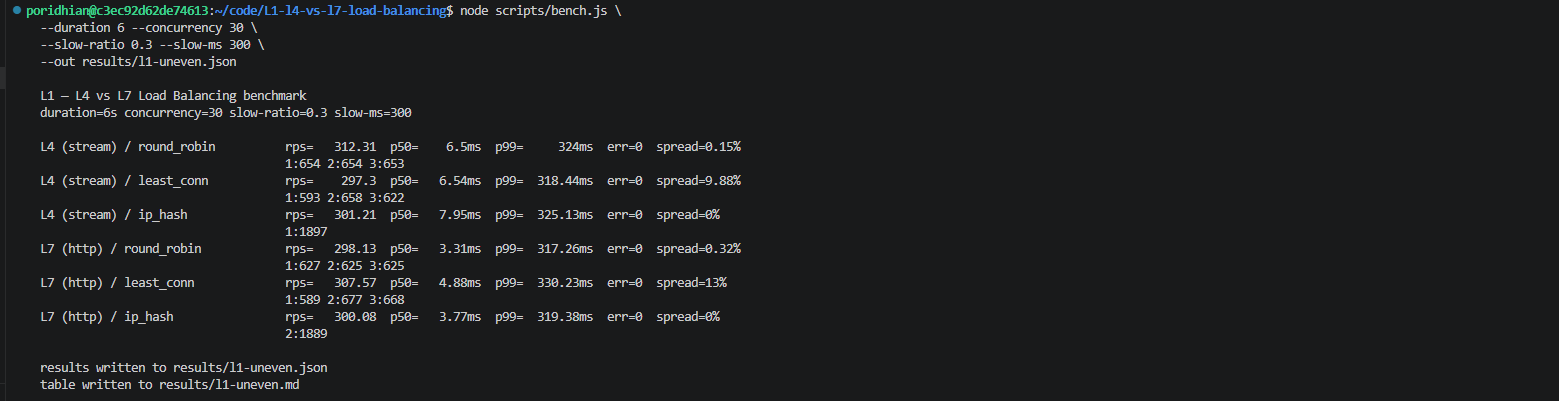 poridhian@c3ec92d62de74613:~/code/L1-l4-vs-l7-load-balancing$ node scripts/bench.js \
--duration 6 --concurrency 30 \
--slow-ratio 0.3 --slow-ms 300 \
--out results/l1-uneven.json
L1 — L4 vs L7 Load Balancing benchmark
duration=6s concurrency=30 slow-ratio=0.3 slow-ms=300
L4 (stream) / round_robin rps= 312.31 p50= 6.5ms p99= 324ms err=0 spread=0.15%
1:654 2:654 3:653
L4 (stream) / least_conn rps= 297.3 p50= 6.54ms p99= 318.44ms err=0 spread=9.88%
1:593 2:658 3:622
L4 (stream) / ip_hash rps= 301.21 p50= 7.95ms p99= 325.13ms err=0 spread=0%
1:1897
L7 (http) / round_robin rps= 298.13 p50= 3.31ms p99= 317.26ms err=0 spread=0.32%
1:627 2:625 3:625
L7 (http) / least_conn rps= 307.57 p50= 4.88ms p99= 330.23ms err=0 spread=13%
1:589 2:677 3:668
L7 (http) / ip_hash rps= 300.08 p50= 3.77ms p99= 319.38ms err=0 spread=0%
2:1889
results written to results/l1-uneven.json
table written to results/l1-uneven.md